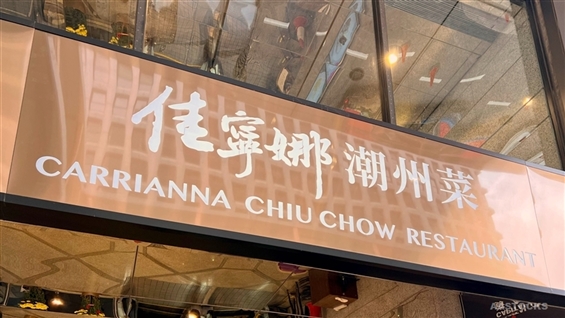 佳寧娜潮州菜
CARRIANNA CHIU CHOW RESTAURANT